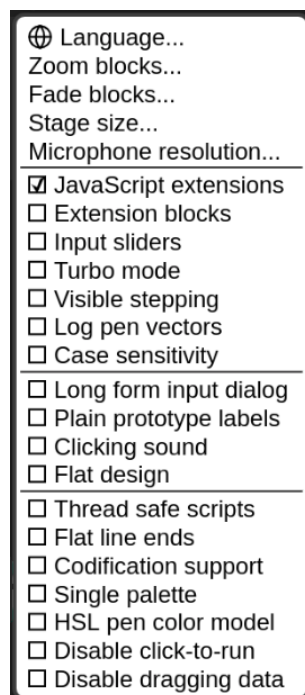 Language...
Zoom blocks...
Fade blocks...
Stage size...
Microphone resolution...
JavaScript extensions
Extension blocks
Input sliders
Turbo mode
Visible stepping
Log pen vectors
Case sensitivity
Long form input dialog
Plain prototype labels
Clicking sound
Flat design
Thread safe scripts
Flat line ends
Codification support
Single palette
HSL pen color model
Disable click-to-run
Disable dragging data